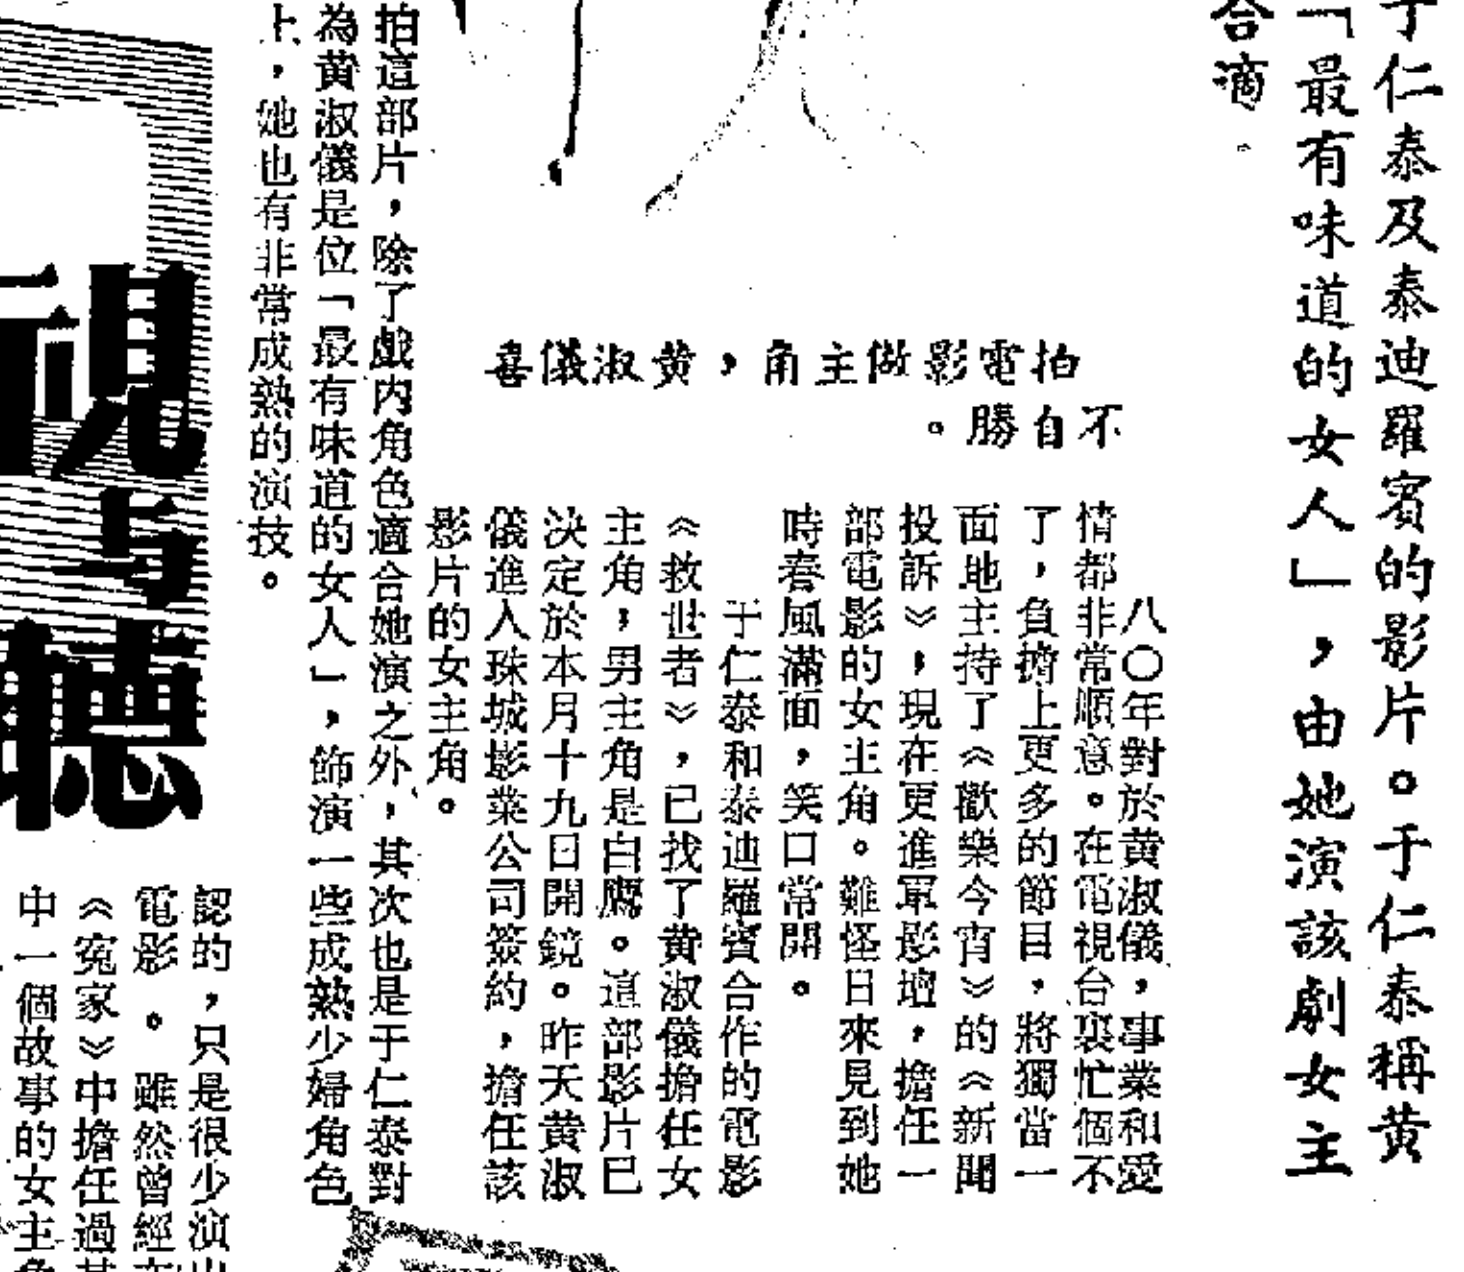 于仁泰及泰迪羅賓的影片。于仁泰稱黃
「最有味道的女人」，由她演該劇女主
合滴。
拍電影做主角，黃淑儀喜
不自勝。
八〇年對於黃淑儀，事業和愛
情都非常順意。在電視台裏忙個不
了，負擔上更多的節目，將獨當一
面地主持了《歡樂今宵》的《新聞
投訴》，現在更進軍影壇，擔任一
部電影的女主角。難怪日來見到她
時春風滿面，笑口常開。
于仁泰和泰迪羅賓合作的電影
《救世者》，已找了黃淑儀擔任女
主角，男主角是白鷹。這部影片已
決定於本月十九日開鏡。昨天黃淑
儀進入珠城影業公司簽約，擔任該
影片的女主角。
拍這部片，除了戲內角色適合她演之外，其次也是于仁泰對
為黃淑儀是位「最有味道的女人」，飾演一些成熟少婦角色
上，她也有非常成熟的演技。
視与聽
認的，只是很少演出
電影。雖然曾經在
《冤家》中擔任過其
中一個故事的女主角